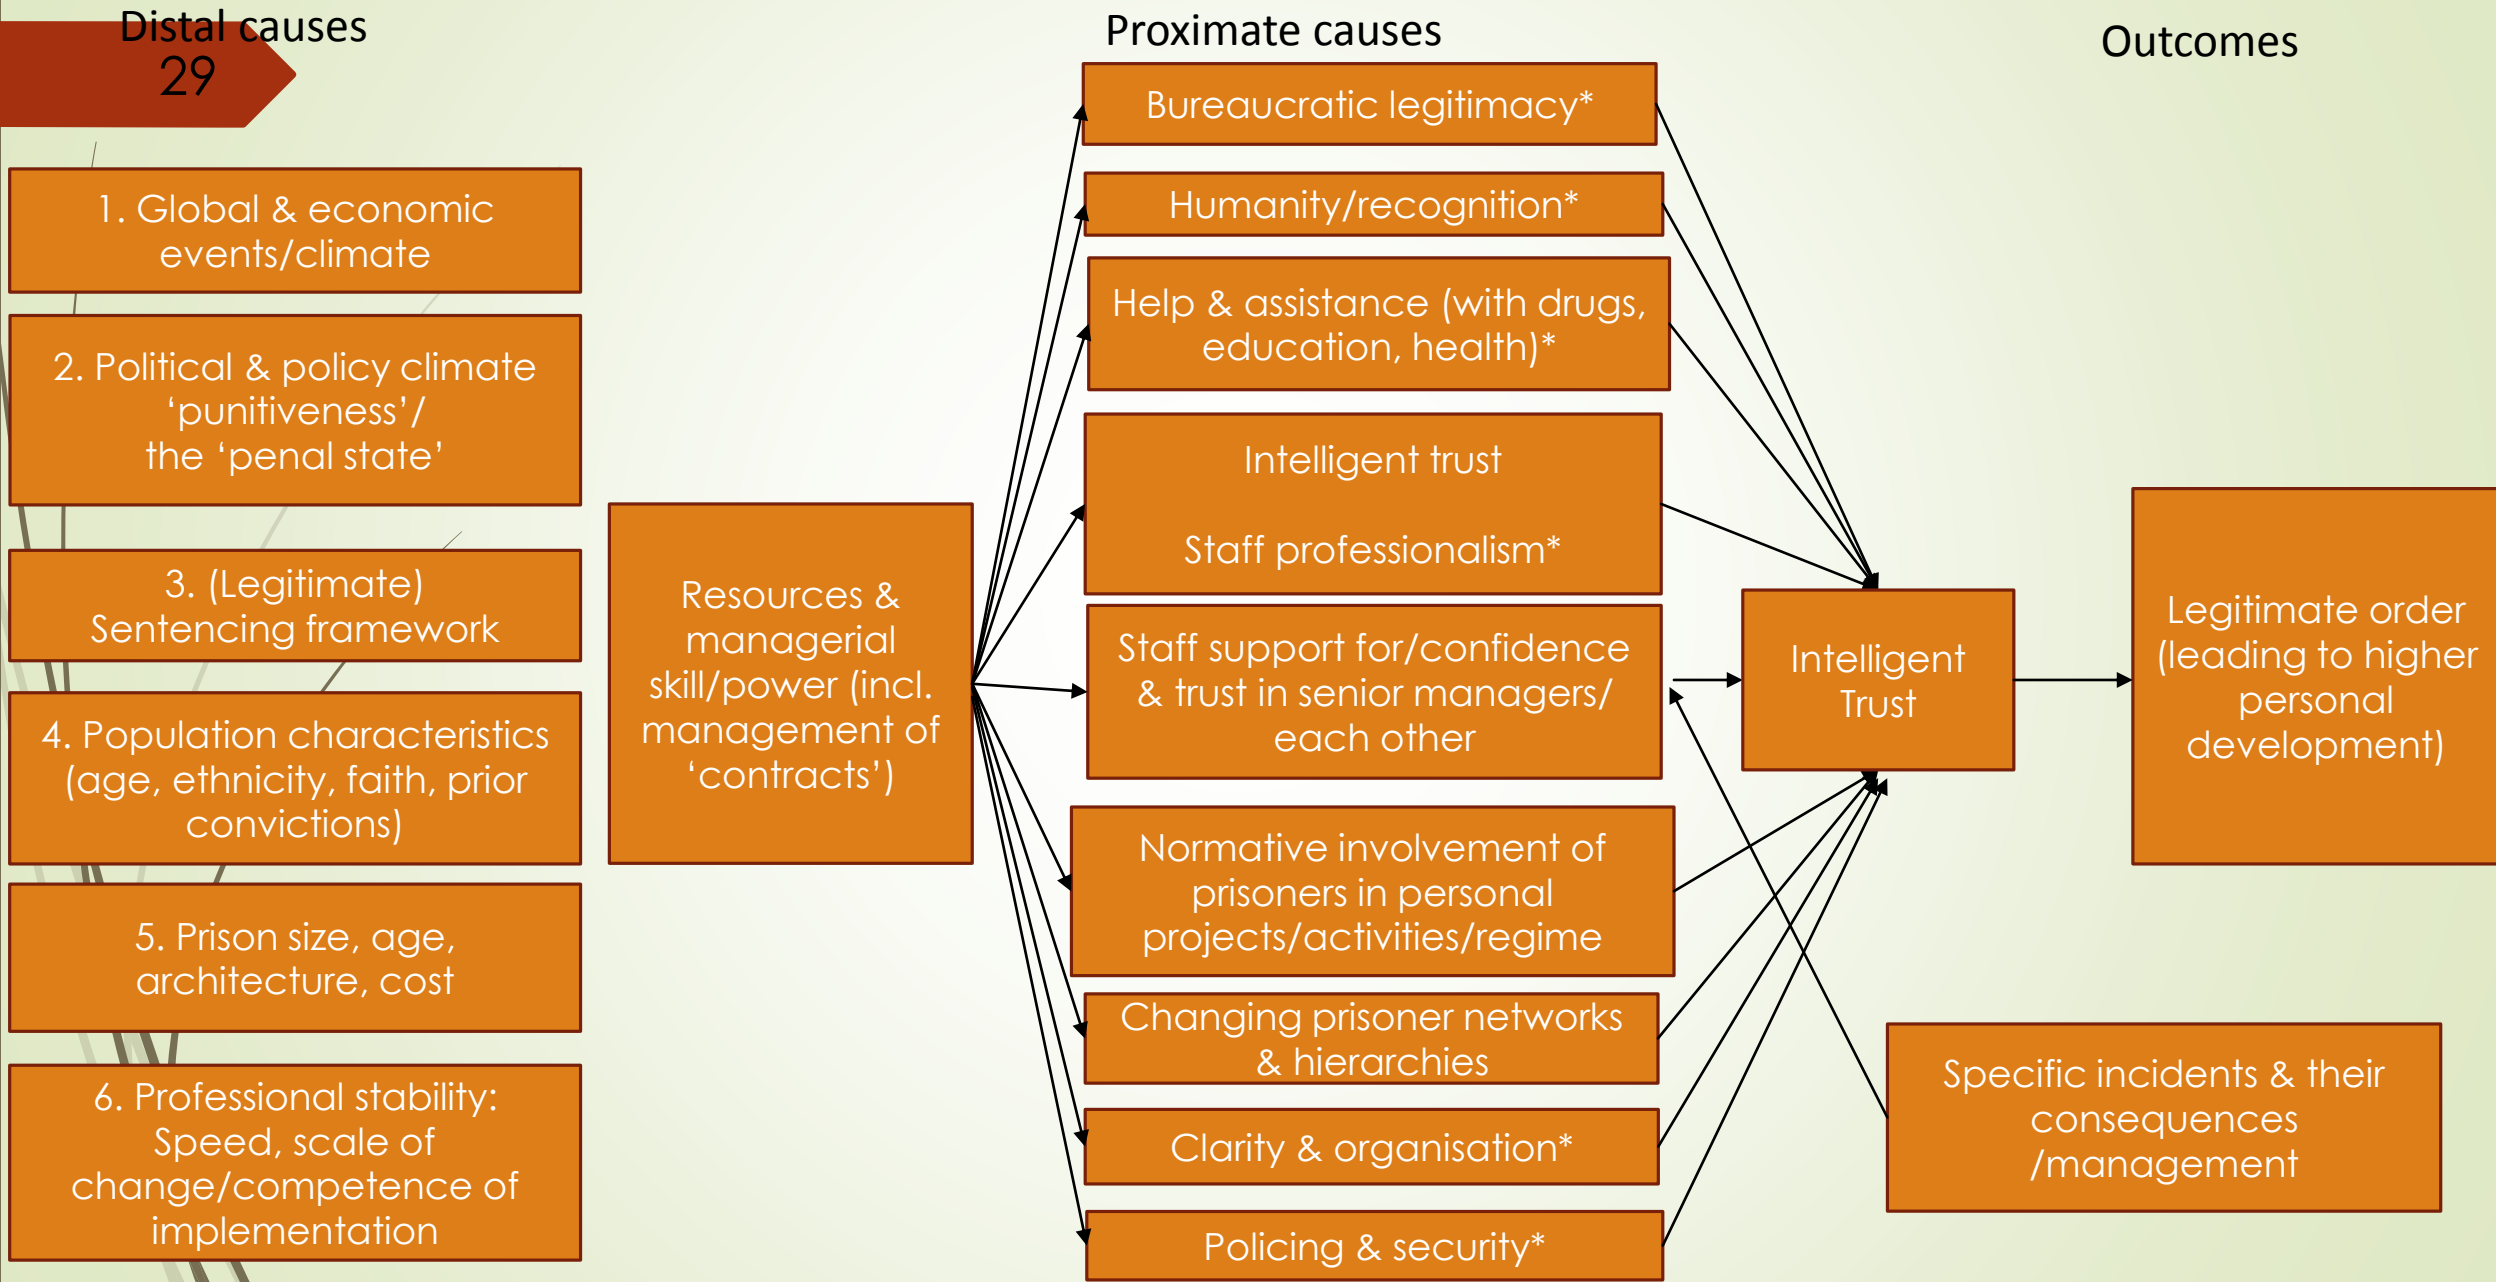 Distal causes
29
1. Global & economic
events/climate
2. Political & policy climate
‘punitiveness’/
the ‘penal state’
3. (Legitimate)
Sentencing framework
4. Population characteristics
(age, ethnicity, faith, prior
convictions)
5. Prison size, age,
architecture, cost
6. Professional stability:
Speed, scale of
change/competence of
implementation
Resources &
managerial
skill/power (incl.
management of
‘contracts’)
Proximate causes
Bureaucratic legitimacy*
Humanity/recognition*
Help & assistance (with drugs,
education, health)*
Intelligent trust
Staff professionalism*
Staff support for/confidence
& trust in senior managers/
each other
Normative involvement of
prisoners in personal
projects/activities/regime
Changing prisoner networks
& hierarchies
Clarity & organisation*
Policing & security*
Intelligent
Trust
Outcomes
Legitimate order
(leading to higher
personal
development)
Specific incidents & their
consequences
/management